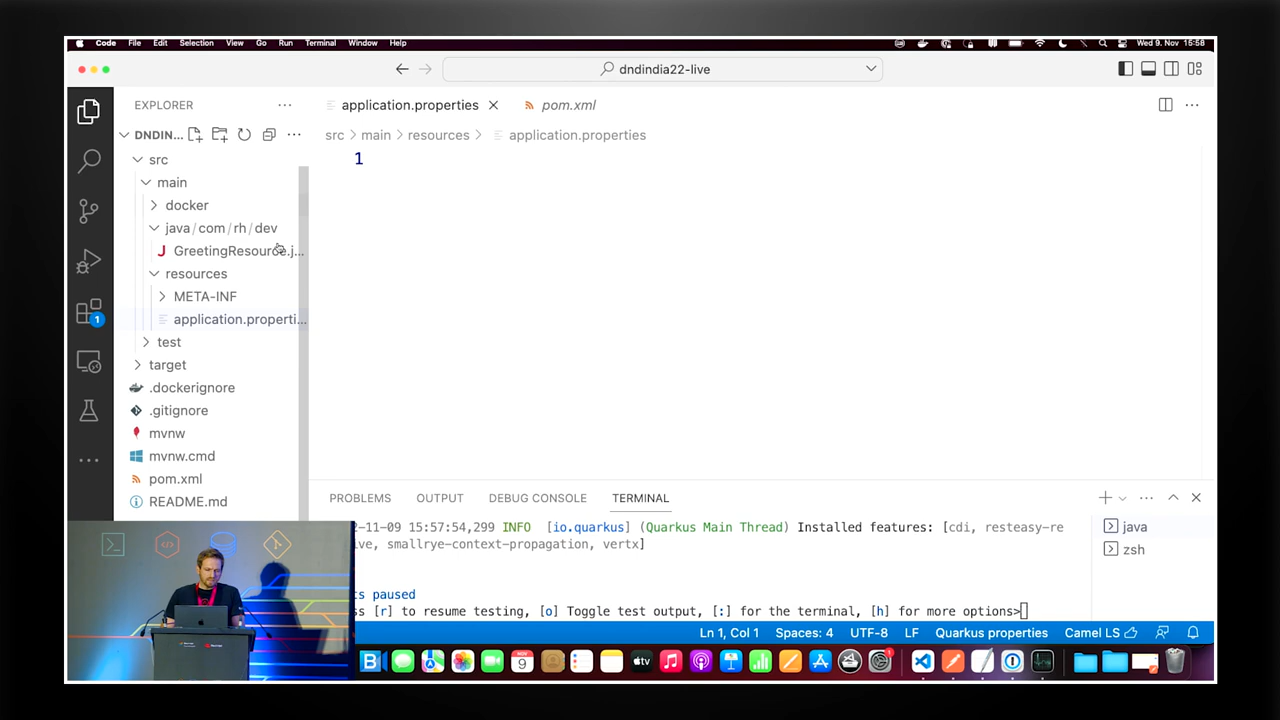 Code File Edit Selection View Go Run Terminal Window Help Wed 9. Nov 15:58
dndindia22-live
EXPLORER
application.properties
pom.xml
DNDIN...
src > main > resources > application.properties
src
1
main
docker
java/com/rh/dev
GreetingResource.j...
resources
META-INF
application.properti...
test
target
.dockerignore
.gitignore
mvnw
mvnw.cmd
pom.xml
README.md
1
PROBLEMS OUTPUT DEBUG CONSOLE TERMINAL
2-11-09 15:57:54,299 INFO [io.quarkus] (Quarkus Main Thread) Installed features: [cdi, resteasy-re
ive, smallrye-context-propagation, vertx]
java
zsh
ts paused
ss [r] to resume testing, [o] Toggle test output, [:] for the terminal, [h] for more options>
Ln 1, Col 1 Spaces: 4 UTF-8 LF Quarkus properties Camel LS
NOV
9
tv